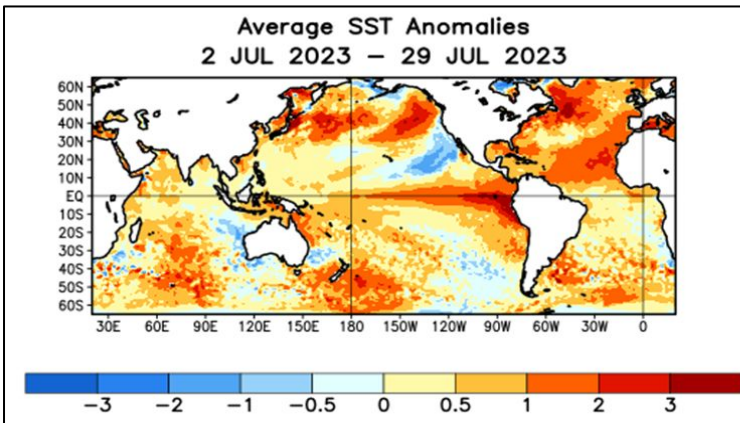 Average SST Anomalies
2 JUL 2023 – 29 JUL 2023
60N
50N
40N
30N
20N
10N
EQ
10S
20S
30S
40S
50S
60S
30E 60E 90E 120E 150E 180 150W 120W 90W 60W 30W 0
-3 -2 -1 -0.5 0 0.5 1 2 3